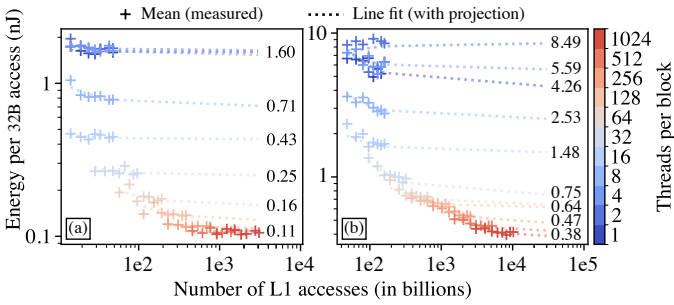 Mean (measured)
Line fit (with projection)
Energy per 32B access (nJ)
1
0.1
1.60
0.71
0.43
0.25
0.16
0.11
(a)
1e2
1e3
1e4
10
1
8.49
5.59
4.26
2.53
1.48
0.75
0.64
0.47
0.38
(b)
1e2
1e3
1e4
1e5
Number of L1 accesses (in billions)
1024
512
256
128
64
32
16
8
4
2
1
Threads per block